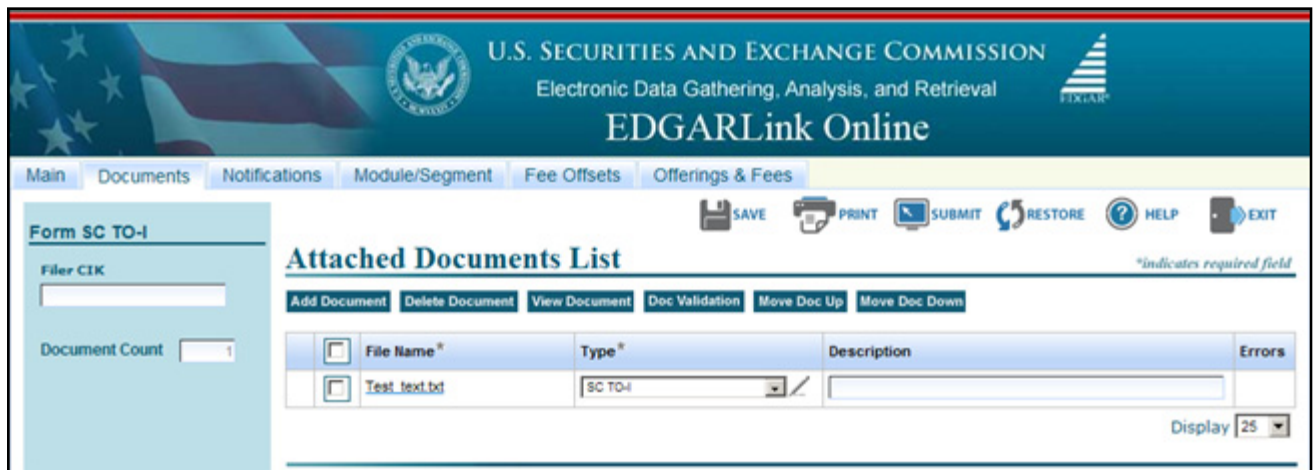 U.S. SECURITIES AND EXCHANGE COMMISSION
Electronic Data Gathering, Analysis, and Retrieval
EDGAR®
EDGARLink Online
Main Documents Notifications Module/Segment Fee Offsets Offerings & Fees
SAVE PRINT SUBMIT RESTORE HELP EXIT
Form SC TO-I
Attached Documents List
*indicates required field
Filer CIK
Add Document Delete Document View Document Doc Validation Move Doc Up Move Doc Down
Document Count 1
File Name* Type* Description Errors
Test_text.txt SC TO-I
Display 25